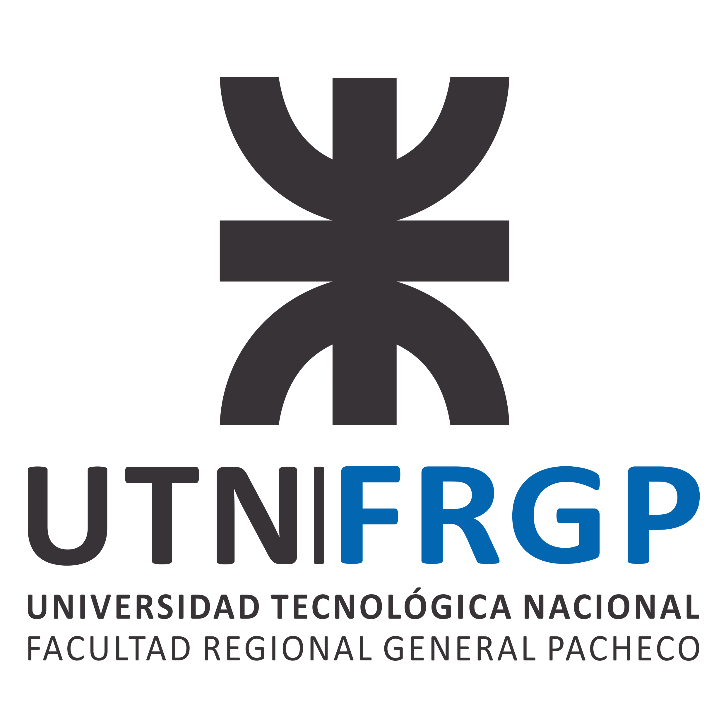 UTN|FRGP
UNIVERSIDAD TECNOLÓGICA NACIONAL
FACULTAD REGIONAL GENERAL PACHECO